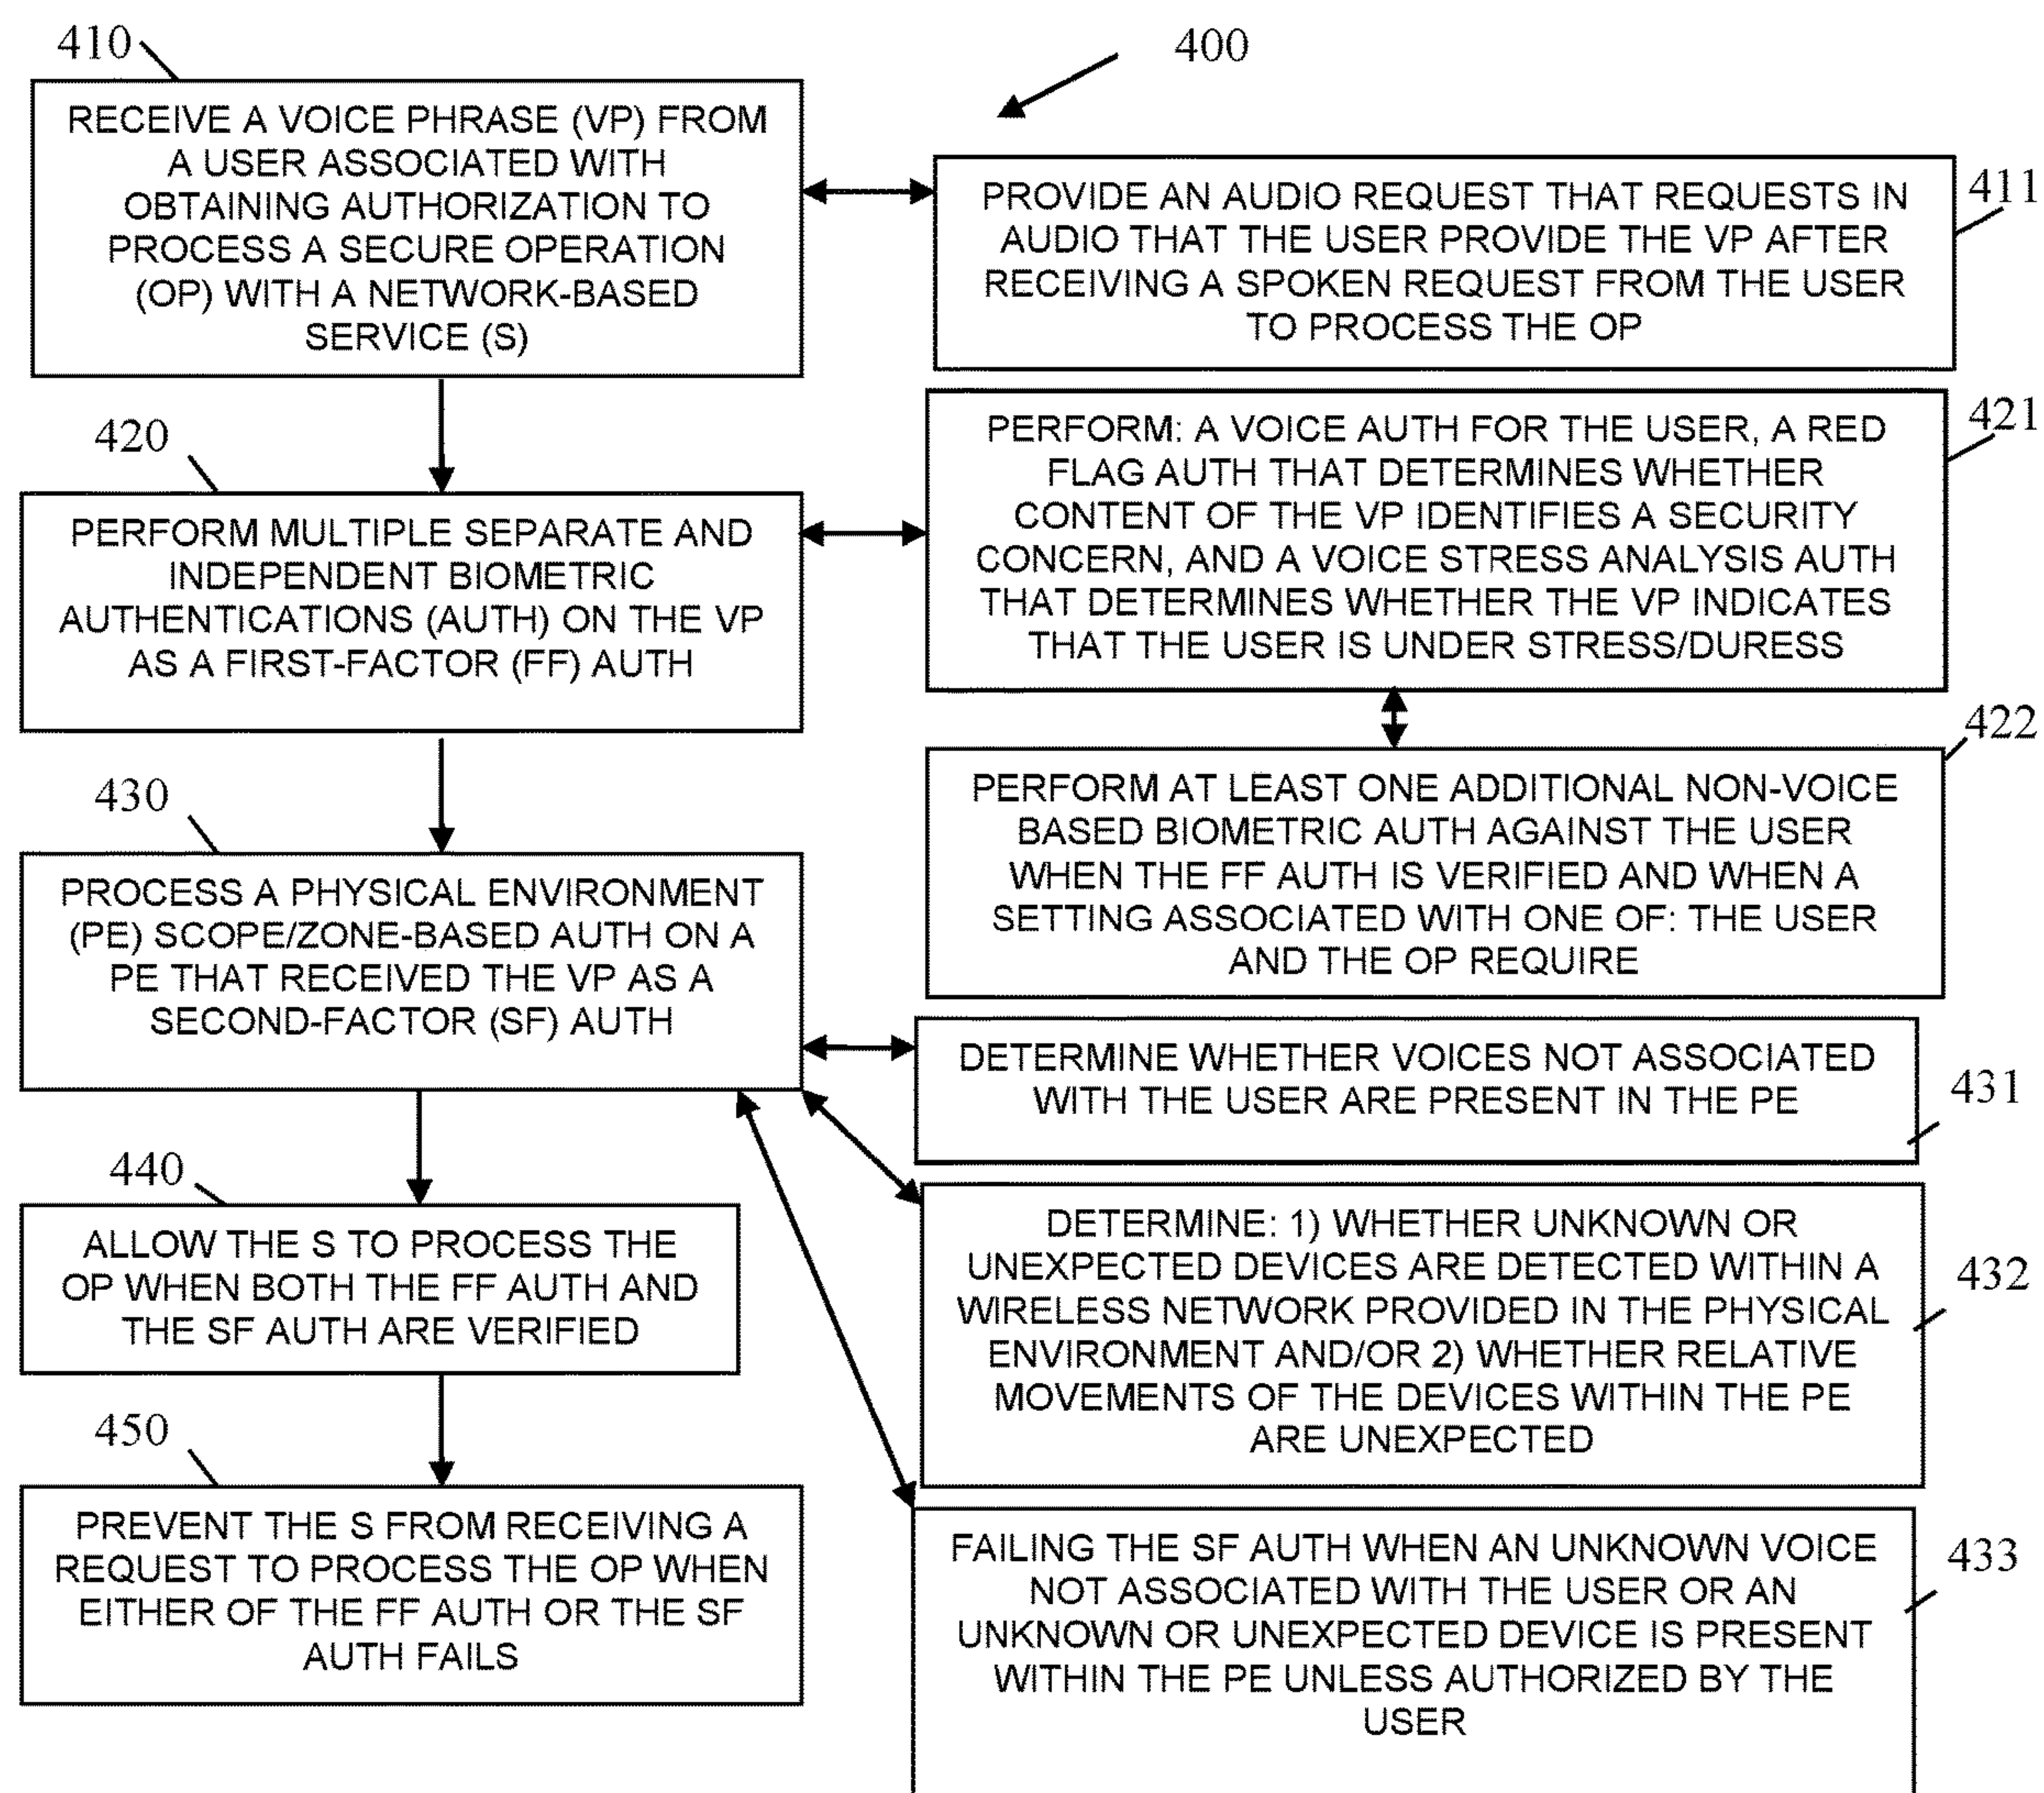 410
400
RECEIVE A VOICE PHRASE (VP) FROM
A USER ASSOCIATED WITH
OBTAINING AUTHORIZATION TO
PROCESS A SECURE OPERATION
(OP) WITH A NETWORK-BASED
SERVICE (S)
411
PROVIDE AN AUDIO REQUEST THAT REQUESTS IN
AUDIO THAT THE USER PROVIDE THE VP AFTER
RECEIVING A SPOKEN REQUEST FROM THE USER
TO PROCESS THE OP
420
PERFORM MULTIPLE SEPARATE AND
INDEPENDENT BIOMETRIC
AUTHENTICATIONS (AUTH) ON THE VP
AS A FIRST-FACTOR (FF) AUTH
421
PERFORM: A VOICE AUTH FOR THE USER, A RED
FLAG AUTH THAT DETERMINES WHETHER
CONTENT OF THE VP IDENTIFIES A SECURITY
CONCERN, AND A VOICE STRESS ANALYSIS AUTH
THAT DETERMINES WHETHER THE VP INDICATES
THAT THE USER IS UNDER STRESS/DURESS
422
PERFORM AT LEAST ONE ADDITIONAL NON-VOICE
BASED BIOMETRIC AUTH AGAINST THE USER
WHEN THE FF AUTH IS VERIFIED AND WHEN A
SETTING ASSOCIATED WITH ONE OF: THE USER
AND THE OP REQUIRE
430
PROCESS A PHYSICAL ENVIRONMENT
(PE) SCOPE/ZONE-BASED AUTH ON A
PE THAT RECEIVED THE VP AS A
SECOND-FACTOR (SF) AUTH
DETERMINE WHETHER VOICES NOT ASSOCIATED
WITH THE USER ARE PRESENT IN THE PE
431
DETERMINE: 1) WHETHER UNKNOWN OR
UNEXPECTED DEVICES ARE DETECTED WITHIN A
WIRELESS NETWORK PROVIDED IN THE PHYSICAL
ENVIRONMENT AND/OR 2) WHETHER RELATIVE
MOVEMENTS OF THE DEVICES WITHIN THE PE
ARE UNEXPECTED
432
FAILING THE SF AUTH WHEN AN UNKNOWN VOICE
NOT ASSOCIATED WITH THE USER OR AN
UNKNOWN OR UNEXPECTED DEVICE IS PRESENT
WITHIN THE PE UNLESS AUTHORIZED BY THE
USER
433
440
ALLOW THE S TO PROCESS THE
OP WHEN BOTH THE FF AUTH AND
THE SF AUTH ARE VERIFIED
450
PREVENT THE S FROM RECEIVING A
REQUEST TO PROCESS THE OP WHEN
EITHER OF THE FF AUTH OR THE SF
AUTH FAILS